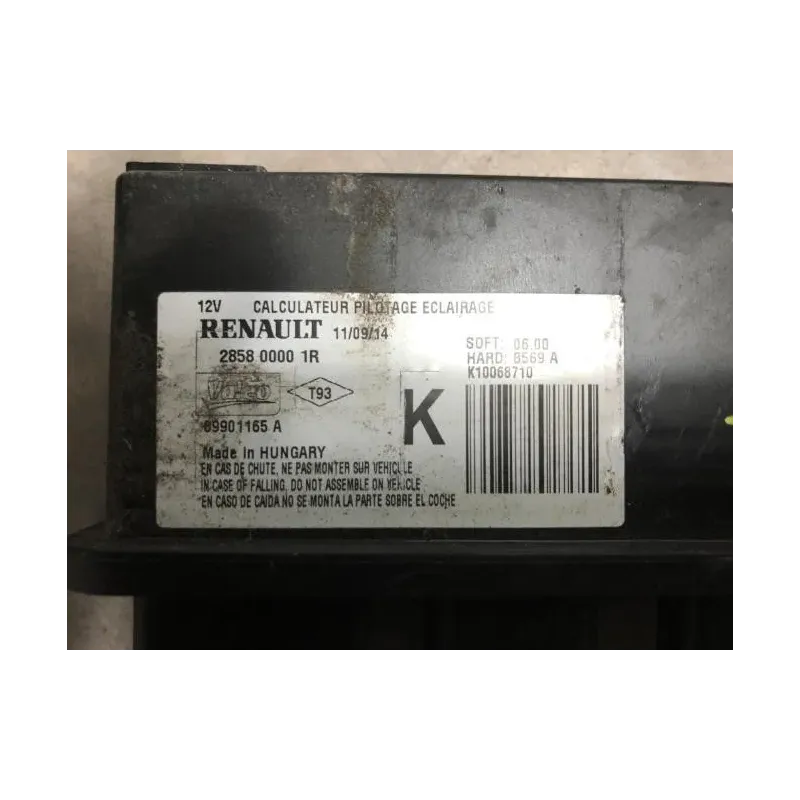 12V CALCULATEUR PILOTAGE ECLAIRAGE
RENAULT 11/09/14
2858 0000 1R
SOFT: 06.00
HARD: 8569 A
K10068710
Valeo
T93
K
89901165 A
Made In HUNGARY
EN CAS DE CHUTE, NE PAS MONTER SUR VEHICULE
IN CASE OF FALLING, DO NOT ASSEMBLE ON VEHICLE
EN CASO DE CAIDA NO SE MONTA LA PARTE SOBRE EL COCHE